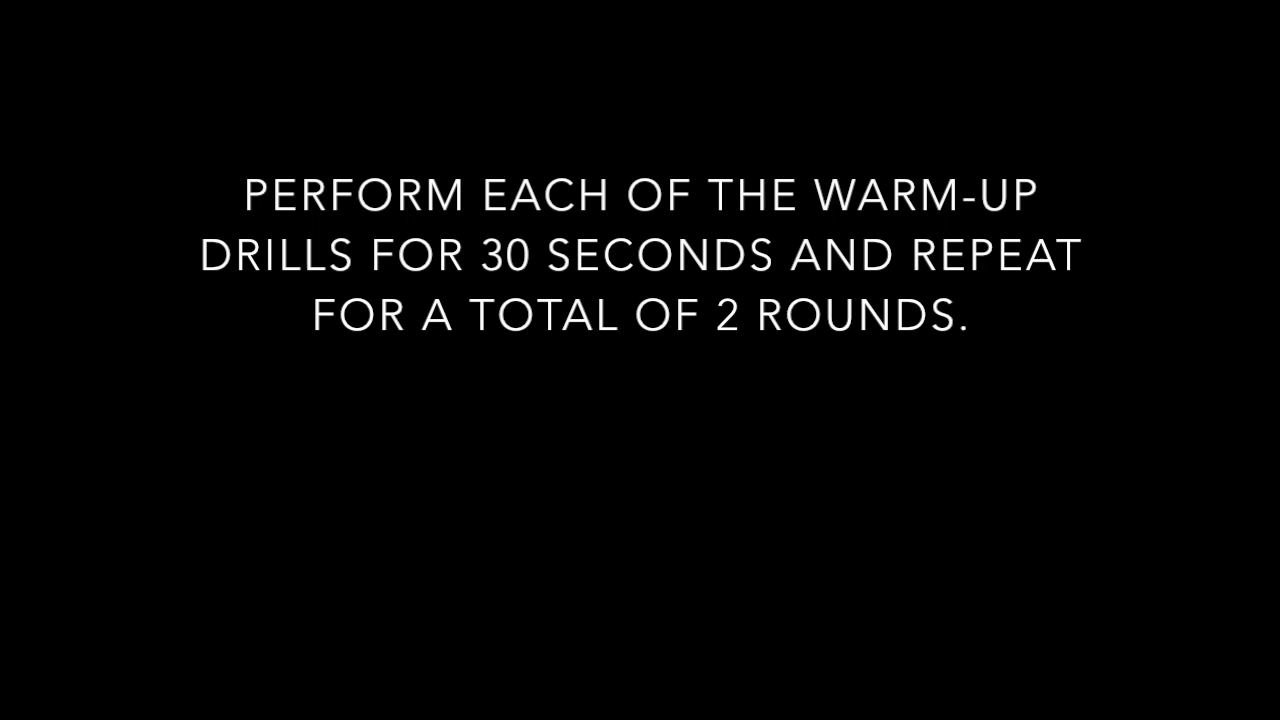 PERFORM EACH OF THE WARM-UP
DRILLS FOR 30 SECONDS AND REPEAT
FOR A TOTAL OF 2 ROUNDS.